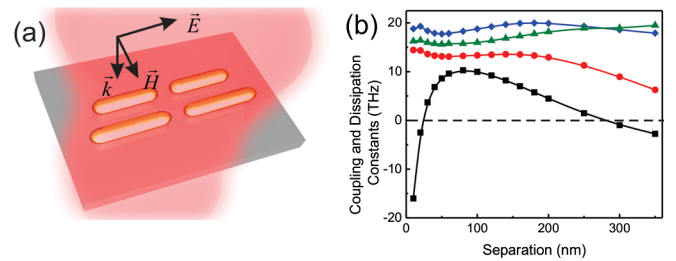 (a)
E
k
H
(b)
Coupling and Dissipation
Constants (THz)
20
10
0
-10
-20
0
100
200
300
Separation (nm)